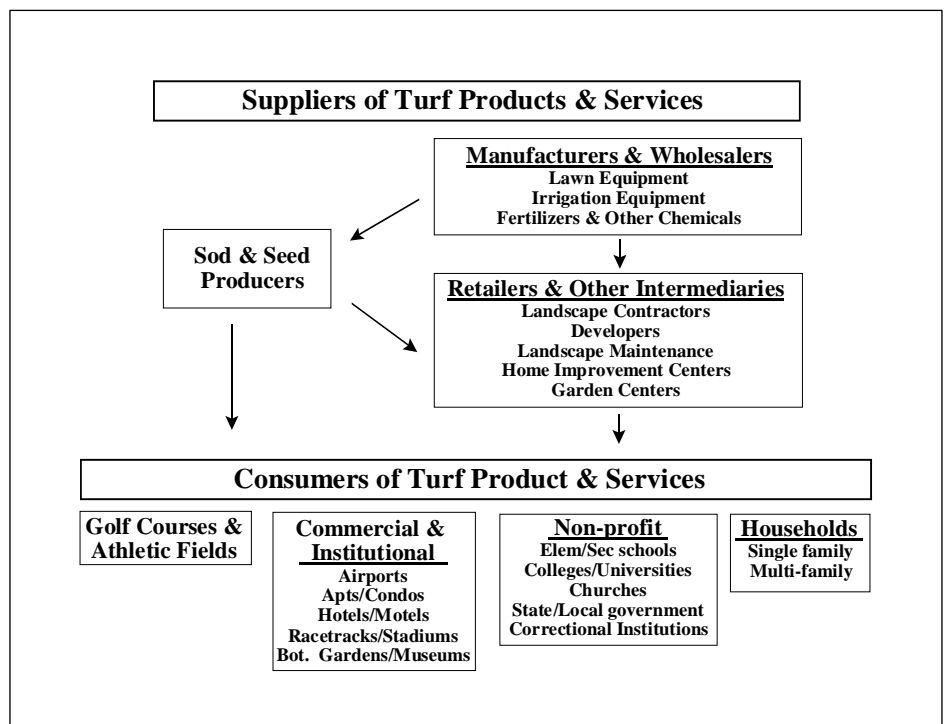 Suppliers of Turf Products & Services
Manufacturers & Wholesalers
Lawn Equipment
Irrigation Equipment
Fertilizers & Other Chemicals
Sod & Seed
Producers
Retailers & Other Intermediaries
Landscape Contractors
Developers
Landscape Maintenance
Home Improvement Centers
Garden Centers
Consumers of Turf Product & Services
Golf Courses &
Athletic Fields
Commercial &
Institutional
Airports
Apts/Condos
Hotels/Motels
Racetracks/Stadiums
Bot. Gardens/Museums
Non-profit
Elem/Sec schools
Colleges/Universities
Churches
State/Local government
Correctional Institutions
Households
Single family
Multi-family